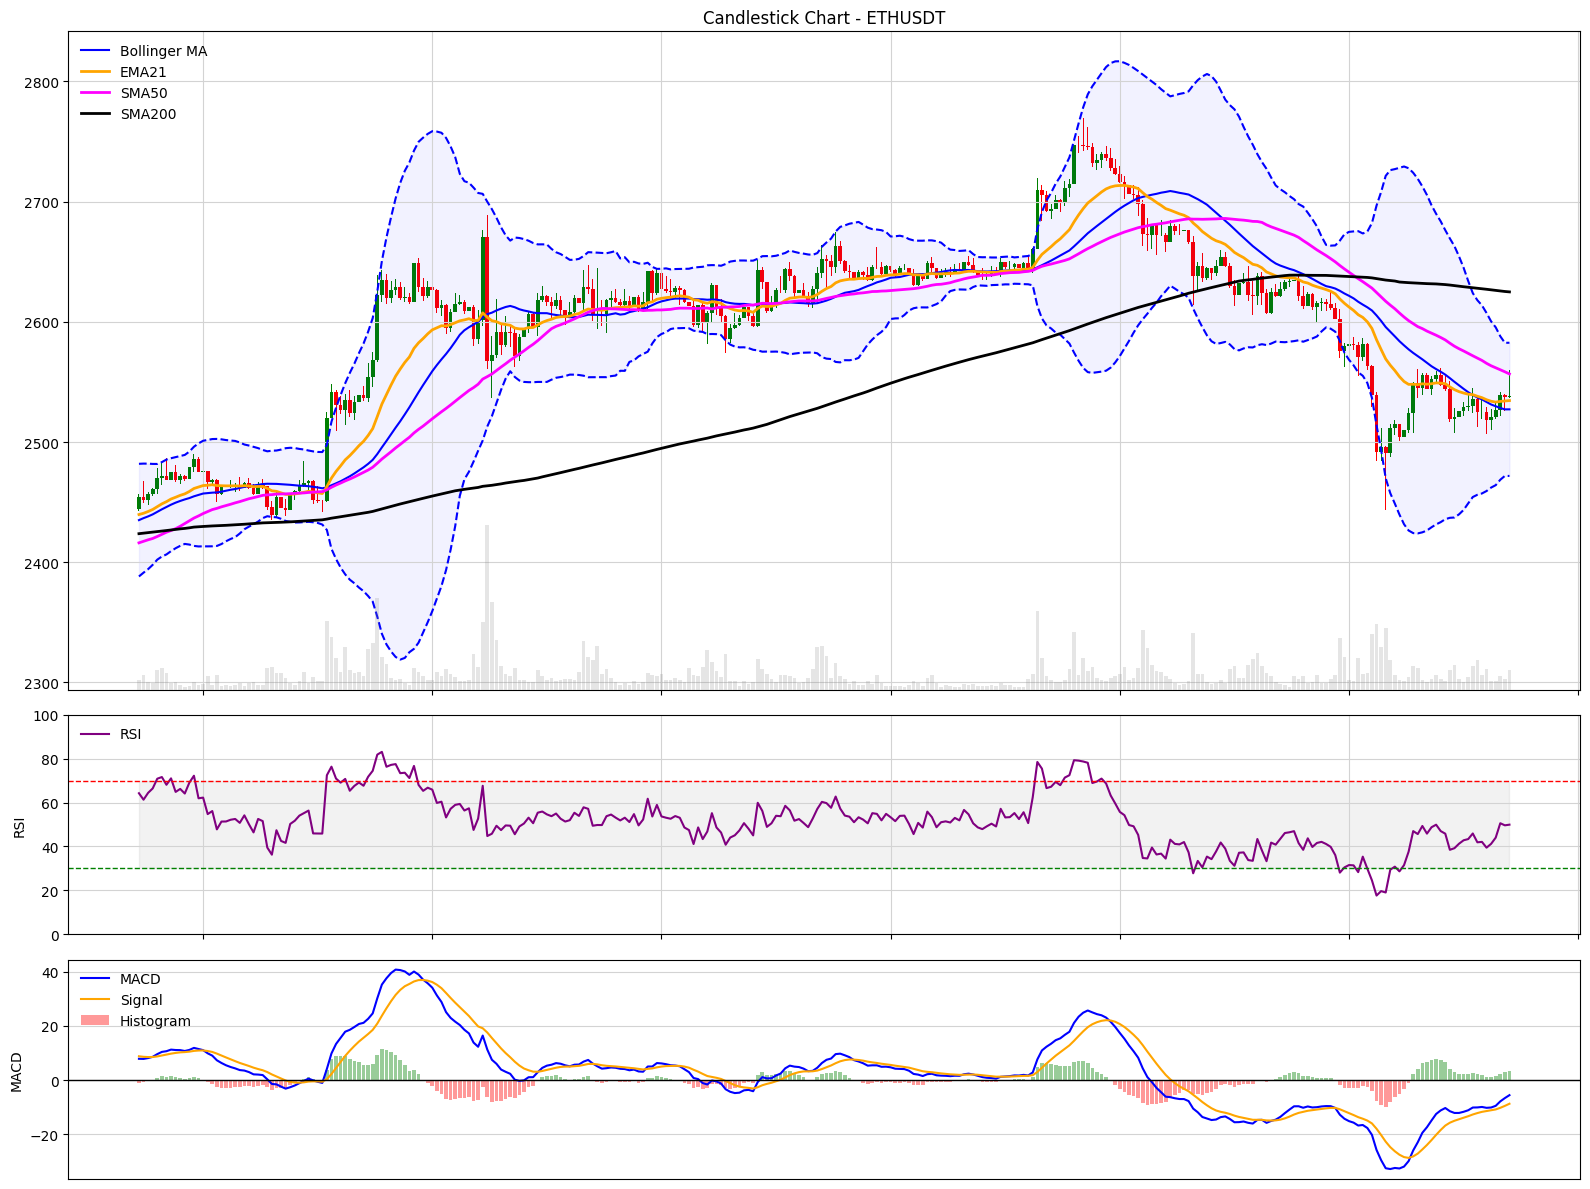 Candlestick Chart - ETHUSDT
Bollinger MA
EMA21
SMA50
SMA200
2800
2700
2600
2500
2400
2300
100
RSI
80
60
RSI
40
20
0
40
MACD
Signal
20
Histogram
MACD
0
−20